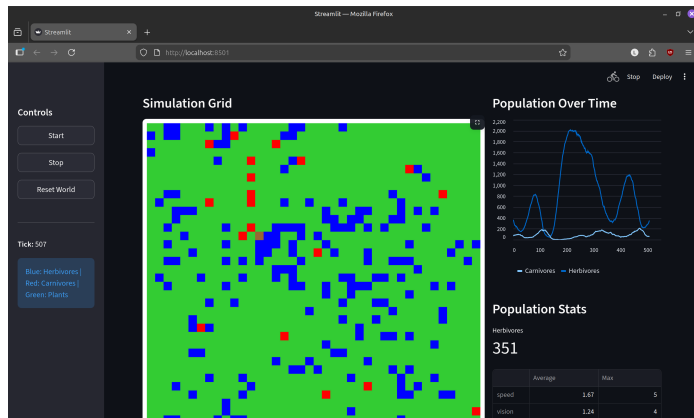 Streamlit — Mozilla Firefox
Streamlit
http://localhost:8501
Stop
Deploy
Controls
Start
Stop
Reset World
Tick: 507
Blue: Herbivores |
Red: Carnivores |
Green: Plants
Simulation Grid
Population Over Time
2,200
2,000
1,800
1,600
1,400
1,200
1,000
800
600
400
200
0
0 100 200 300 400 500
Carnivores Herbivores
Population Stats
Herbivores
351
Average Max
speed 1.67 5
vision 1.24 4